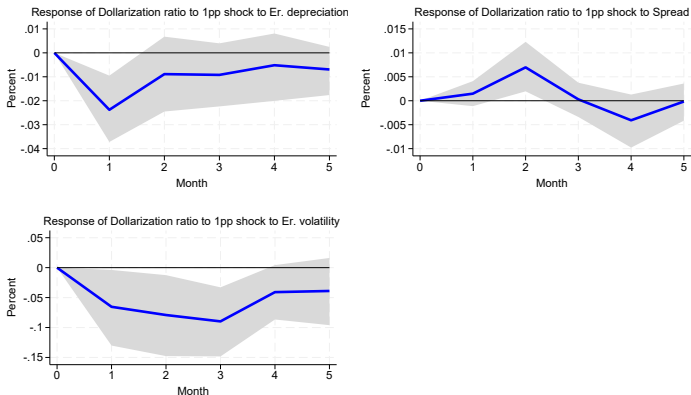 Response of Dollarization ratio to 1pp shock to Er. depreciation
.01
0
-.01
-.02
-.03
-.04
Percent
0 1 2 3 4 5
Month
Response of Dollarization ratio to 1pp shock to Spread
.015
.01
.005
0
-.005
-.01
Percent
0 1 2 3 4 5
Month
Response of Dollarization ratio to 1pp shock to Er. volatility
.05
0
-.05
-.1
-.15
Percent
0 1 2 3 4 5
Month